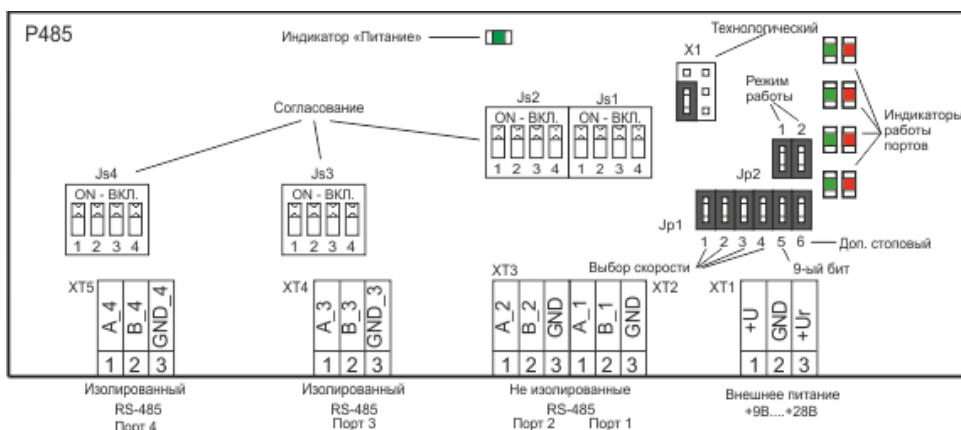 P485
Индикатор «Питание»
Технологический
X1
Режим
работы
1 2
Индикаторы
работы
портов
Согласование
Js2 Js1
ON - ВКЛ. ON - ВКЛ.
1 2 3 4 1 2 3 4
Jp2
Js4
ON - ВКЛ.
1 2 3 4
Js3
ON - ВКЛ.
1 2 3 4
Jp1
1 2 3 4 5 6
Доп. стоповый
Выбор скорости
9-ый бит
XT5
A_4 B_4 GND_4
1 2 3
XT4
A_3 B_3 GND_3
1 2 3
XT3
A_2 B_2 GND A_1 B_1 GND
1 2 3 1 2 3
XT2
XT1
+U GND +Ur
1 2 3
Изолированный
RS-485
Порт 4
Изолированный
RS-485
Порт 3
Не изолированные
RS-485
Порт 2 Порт 1
Внешнее питание
+9В....+28В